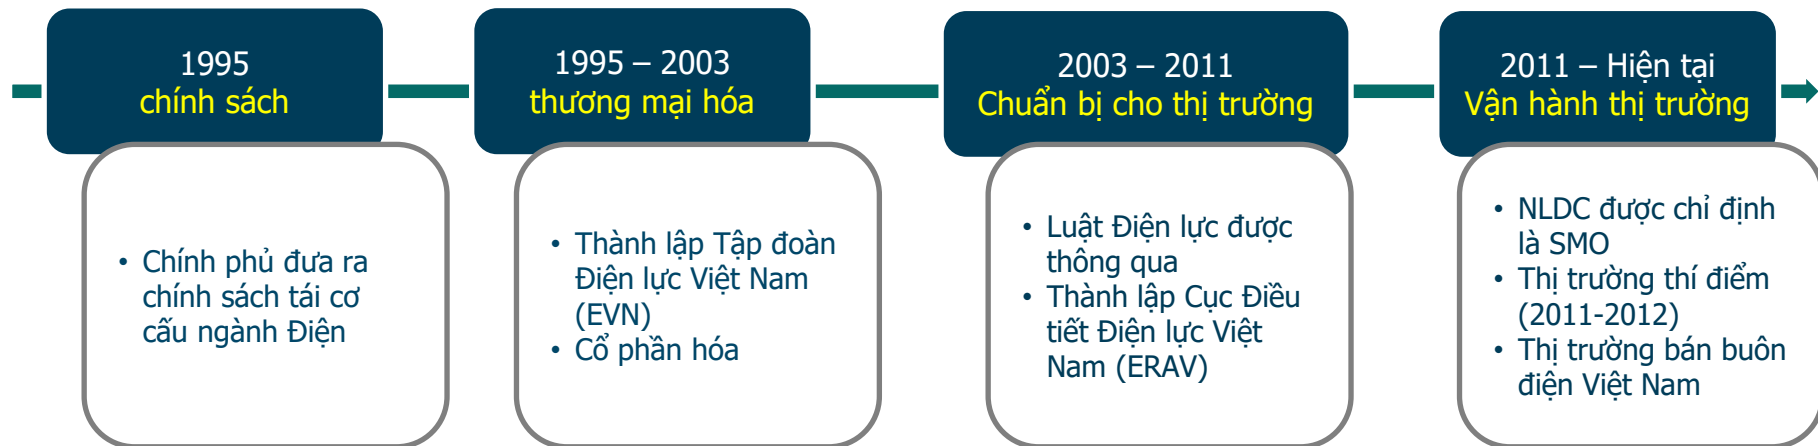 1995
chính sách
• Chính phủ đưa ra
chính sách tái cơ
cấu ngành Điện
1995 – 2003
thương mại hóa
• Thành lập Tập đoàn
Điện lực Việt Nam
(EVN)
• Cổ phần hóa
2003 – 2011
Chuẩn bị cho thị trường
• Luật Điện lực được
thông qua
• Thành lập Cục Điều
tiết Điện lực Việt
Nam (ERAV)
2011 – Hiện tại
Vận hành thị trường
• NLDC được chỉ định
là SMO
• Thị trường thí điểm
(2011-2012)
• Thị trường bán buôn
điện Việt Nam